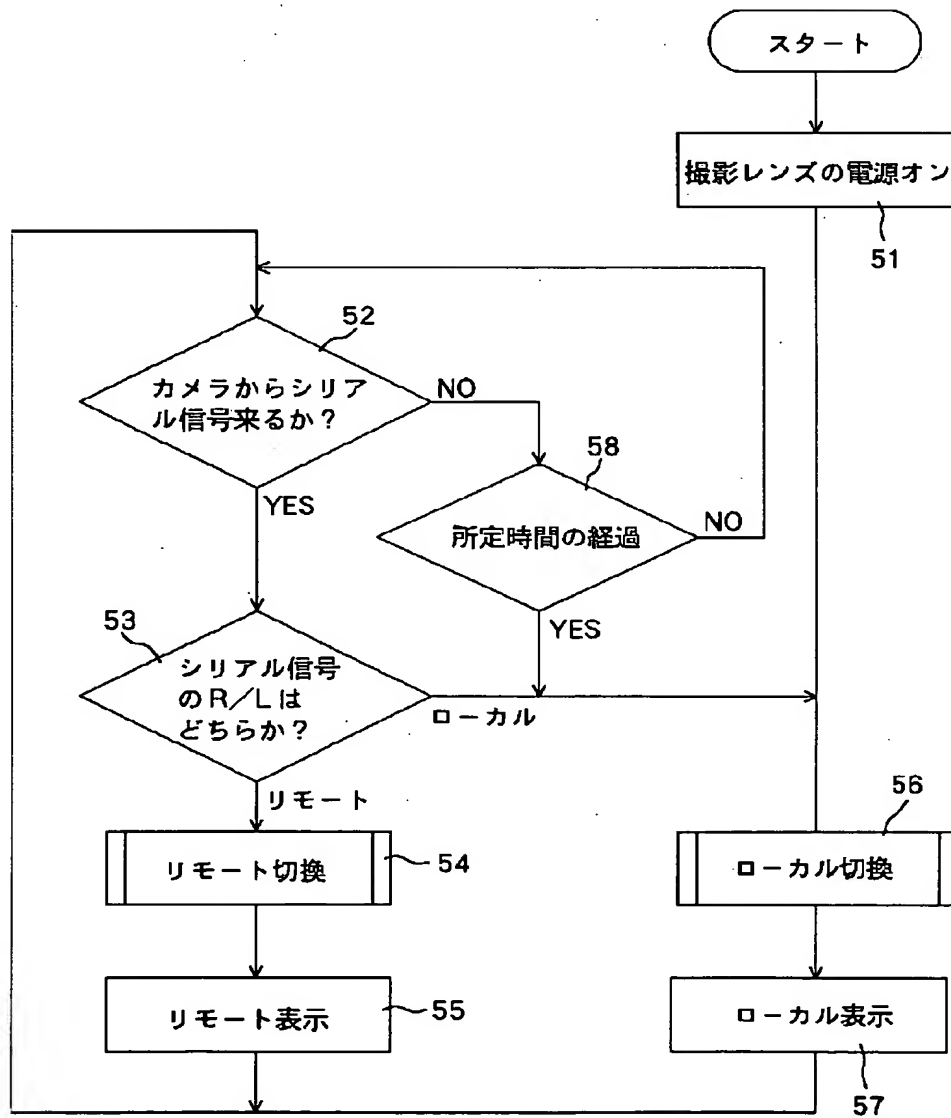 スタート
撮影レンズの電源オン
51
52
カメラからシリア
ル信号来るか?
NO
YES
58
所定時間の経過
NO
YES
53
シリアル信号
のR/Lは
どちらか?
ローカル
リモート
リモート切換
54
56
ローカル切換
リモート表示
55
ローカル表示
57